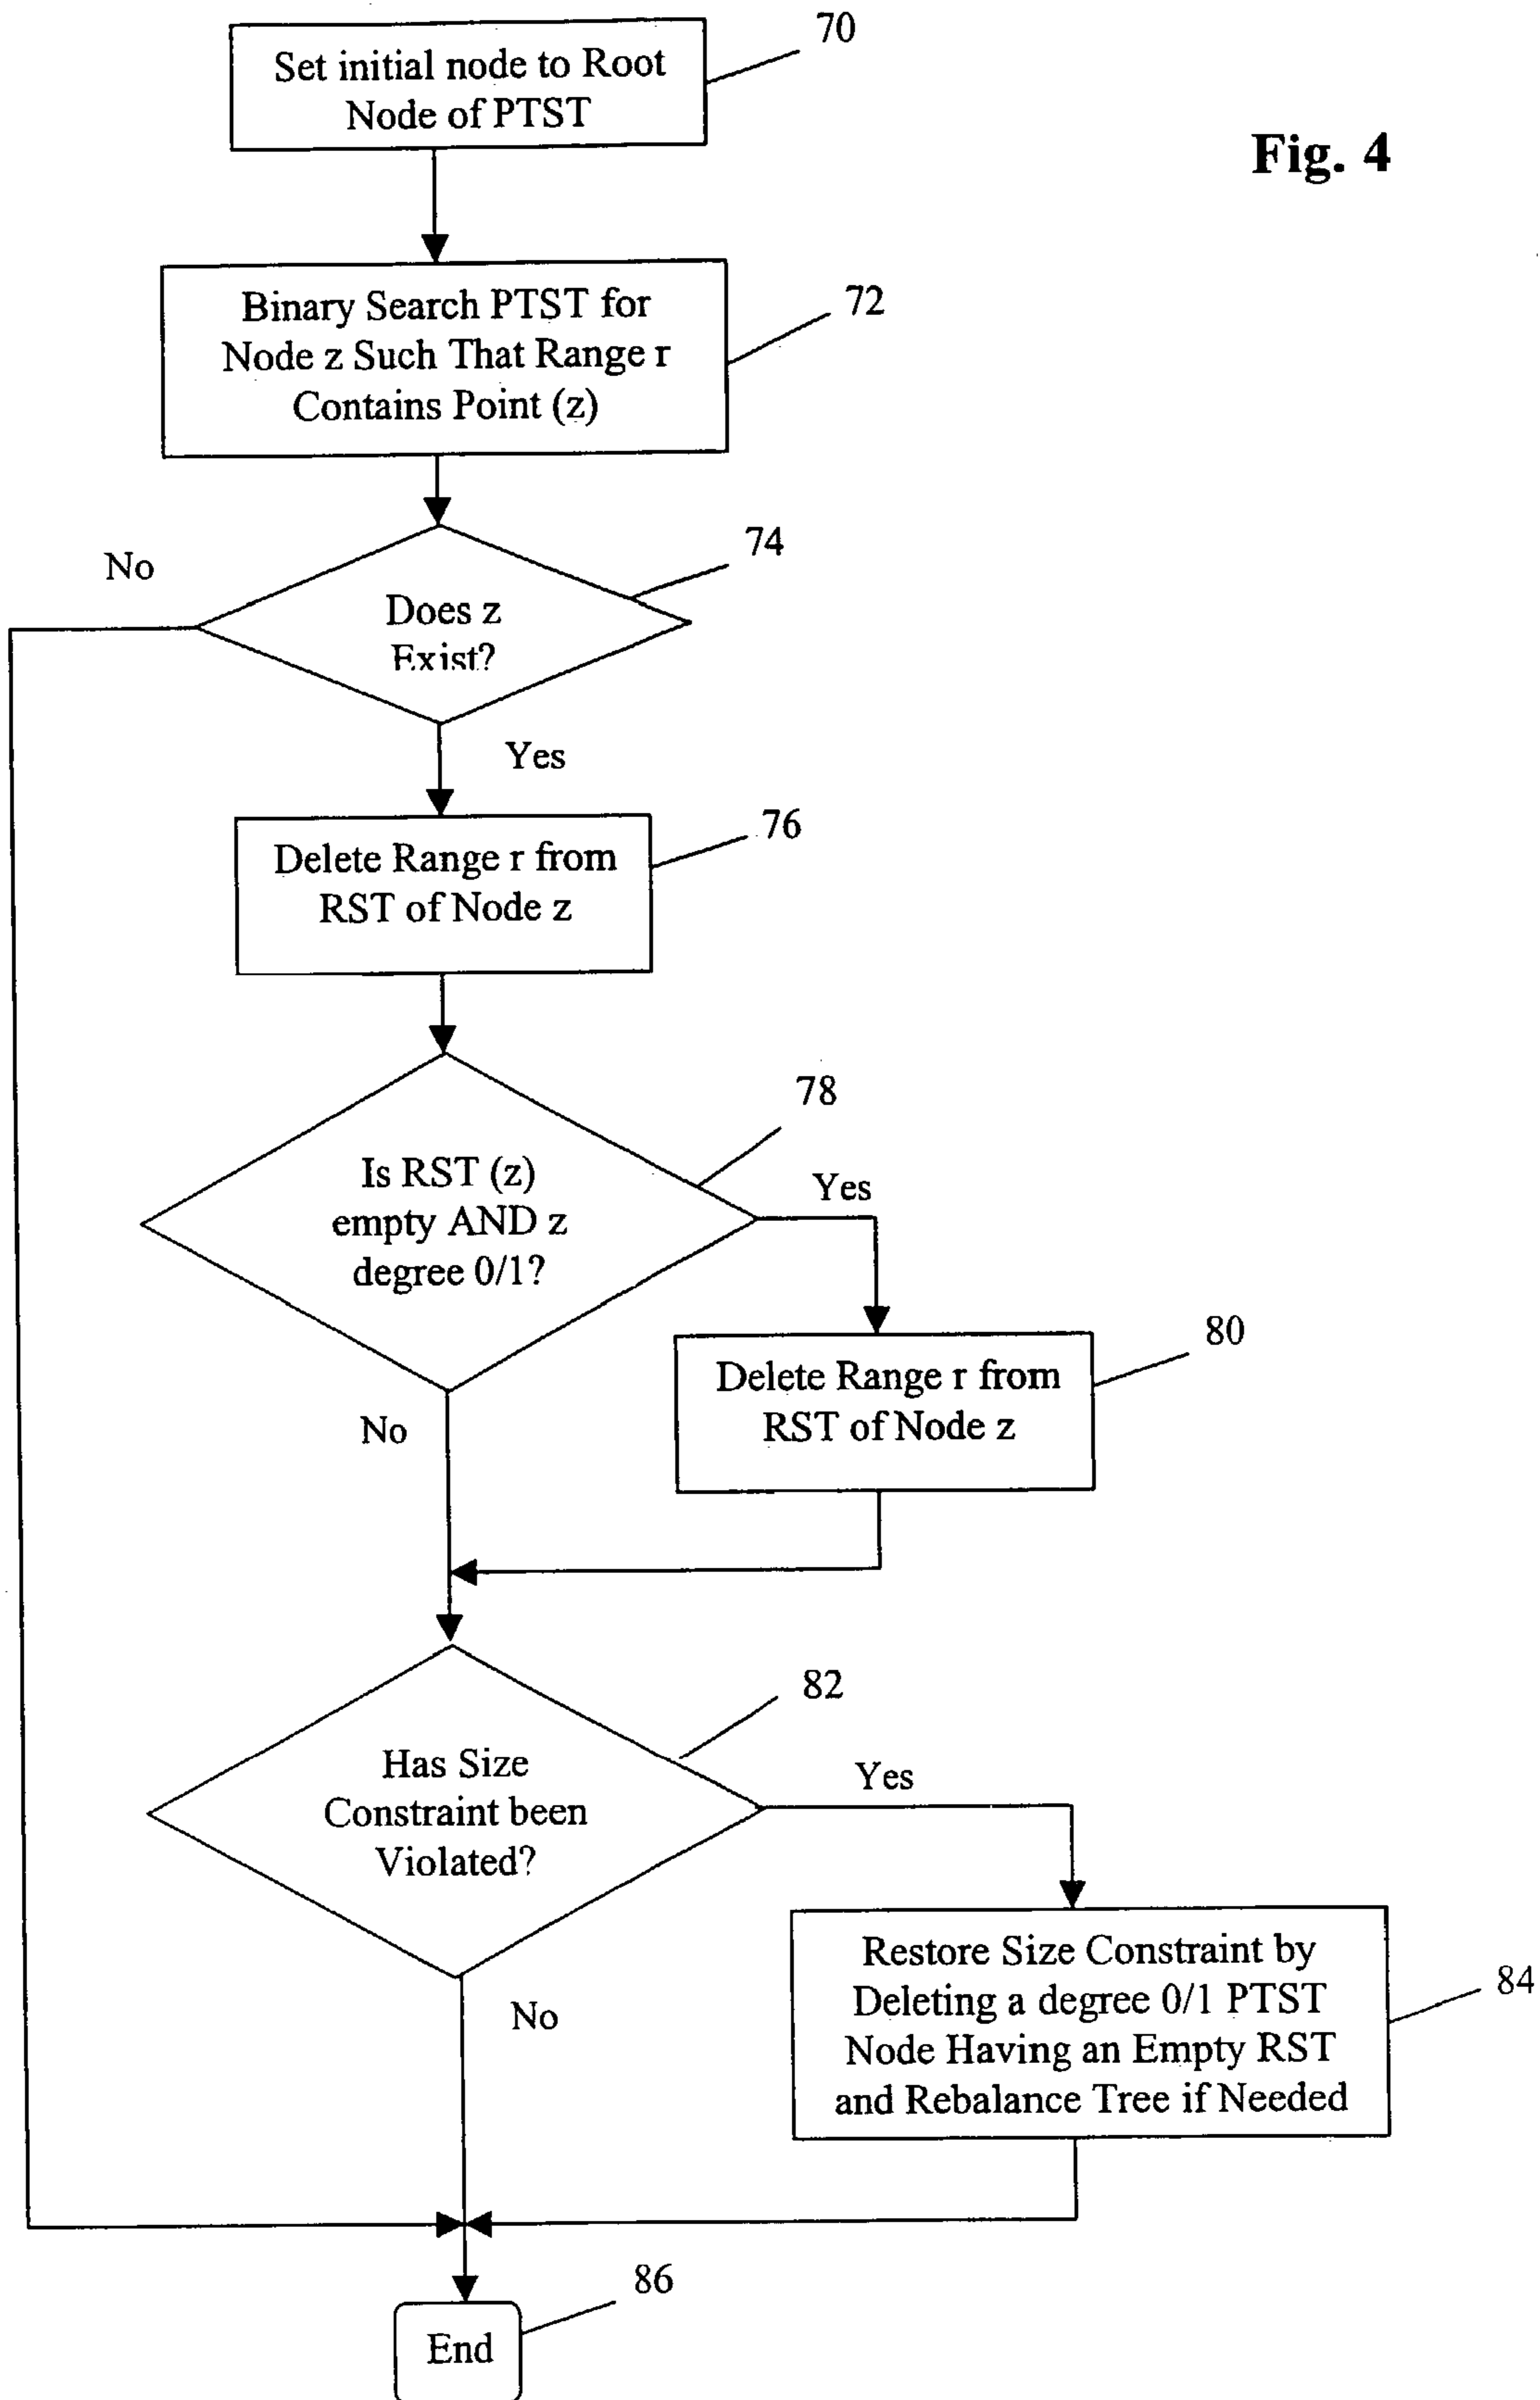 70
Set initial node to Root
Node of PTST
Fig. 4
72
Binary Search PTST for
Node z Such That Range r
Contains Point (z)
74
No
Does z
Exist?
Yes
76
Delete Range r from
RST of Node z
78
Is RST (z)
empty AND z
degree 0/1?
Yes
80
Delete Range r from
RST of Node z
No
82
Has Size
Constraint been
Violated?
Yes
84
Restore Size Constraint by
Deleting a degree 0/1 PTST
Node Having an Empty RST
and Rebalance Tree if Needed
No
86
End